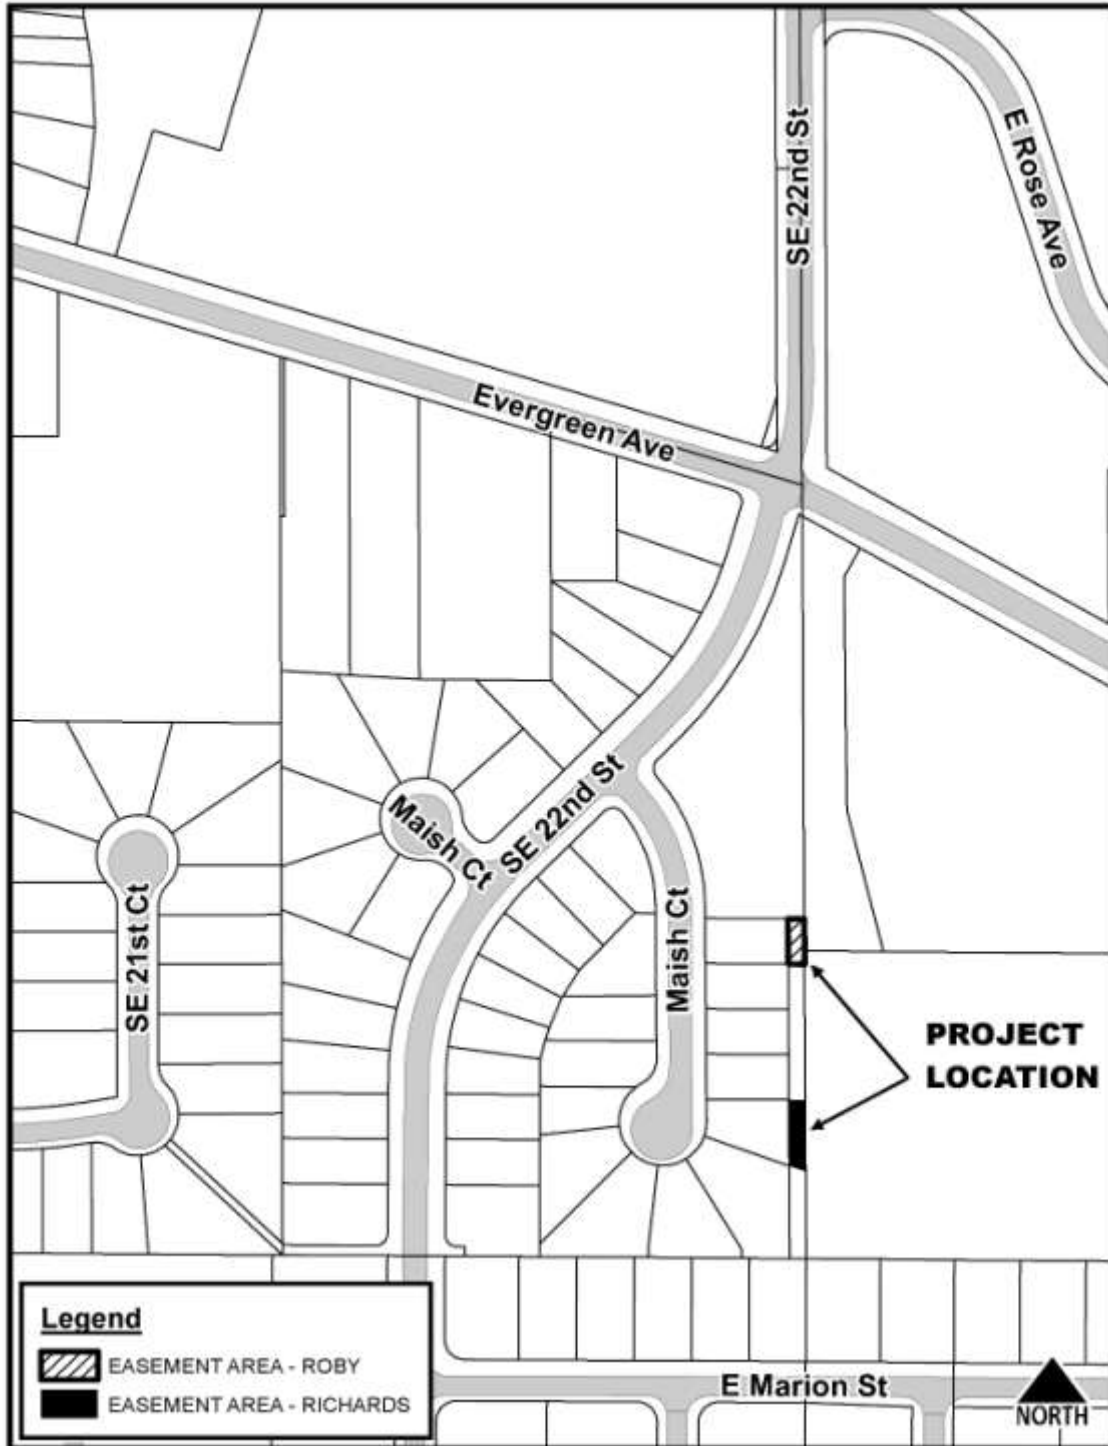 SE 22nd St
E Rose Ave
Evergreen Ave
SE 22nd St
Maish Ct
SE 21st Ct
Maish Ct
PROJECT
LOCATION
Legend
EASEMENT AREA - ROBY
EASEMENT AREA - RICHARDS
E Marion St
NORTH